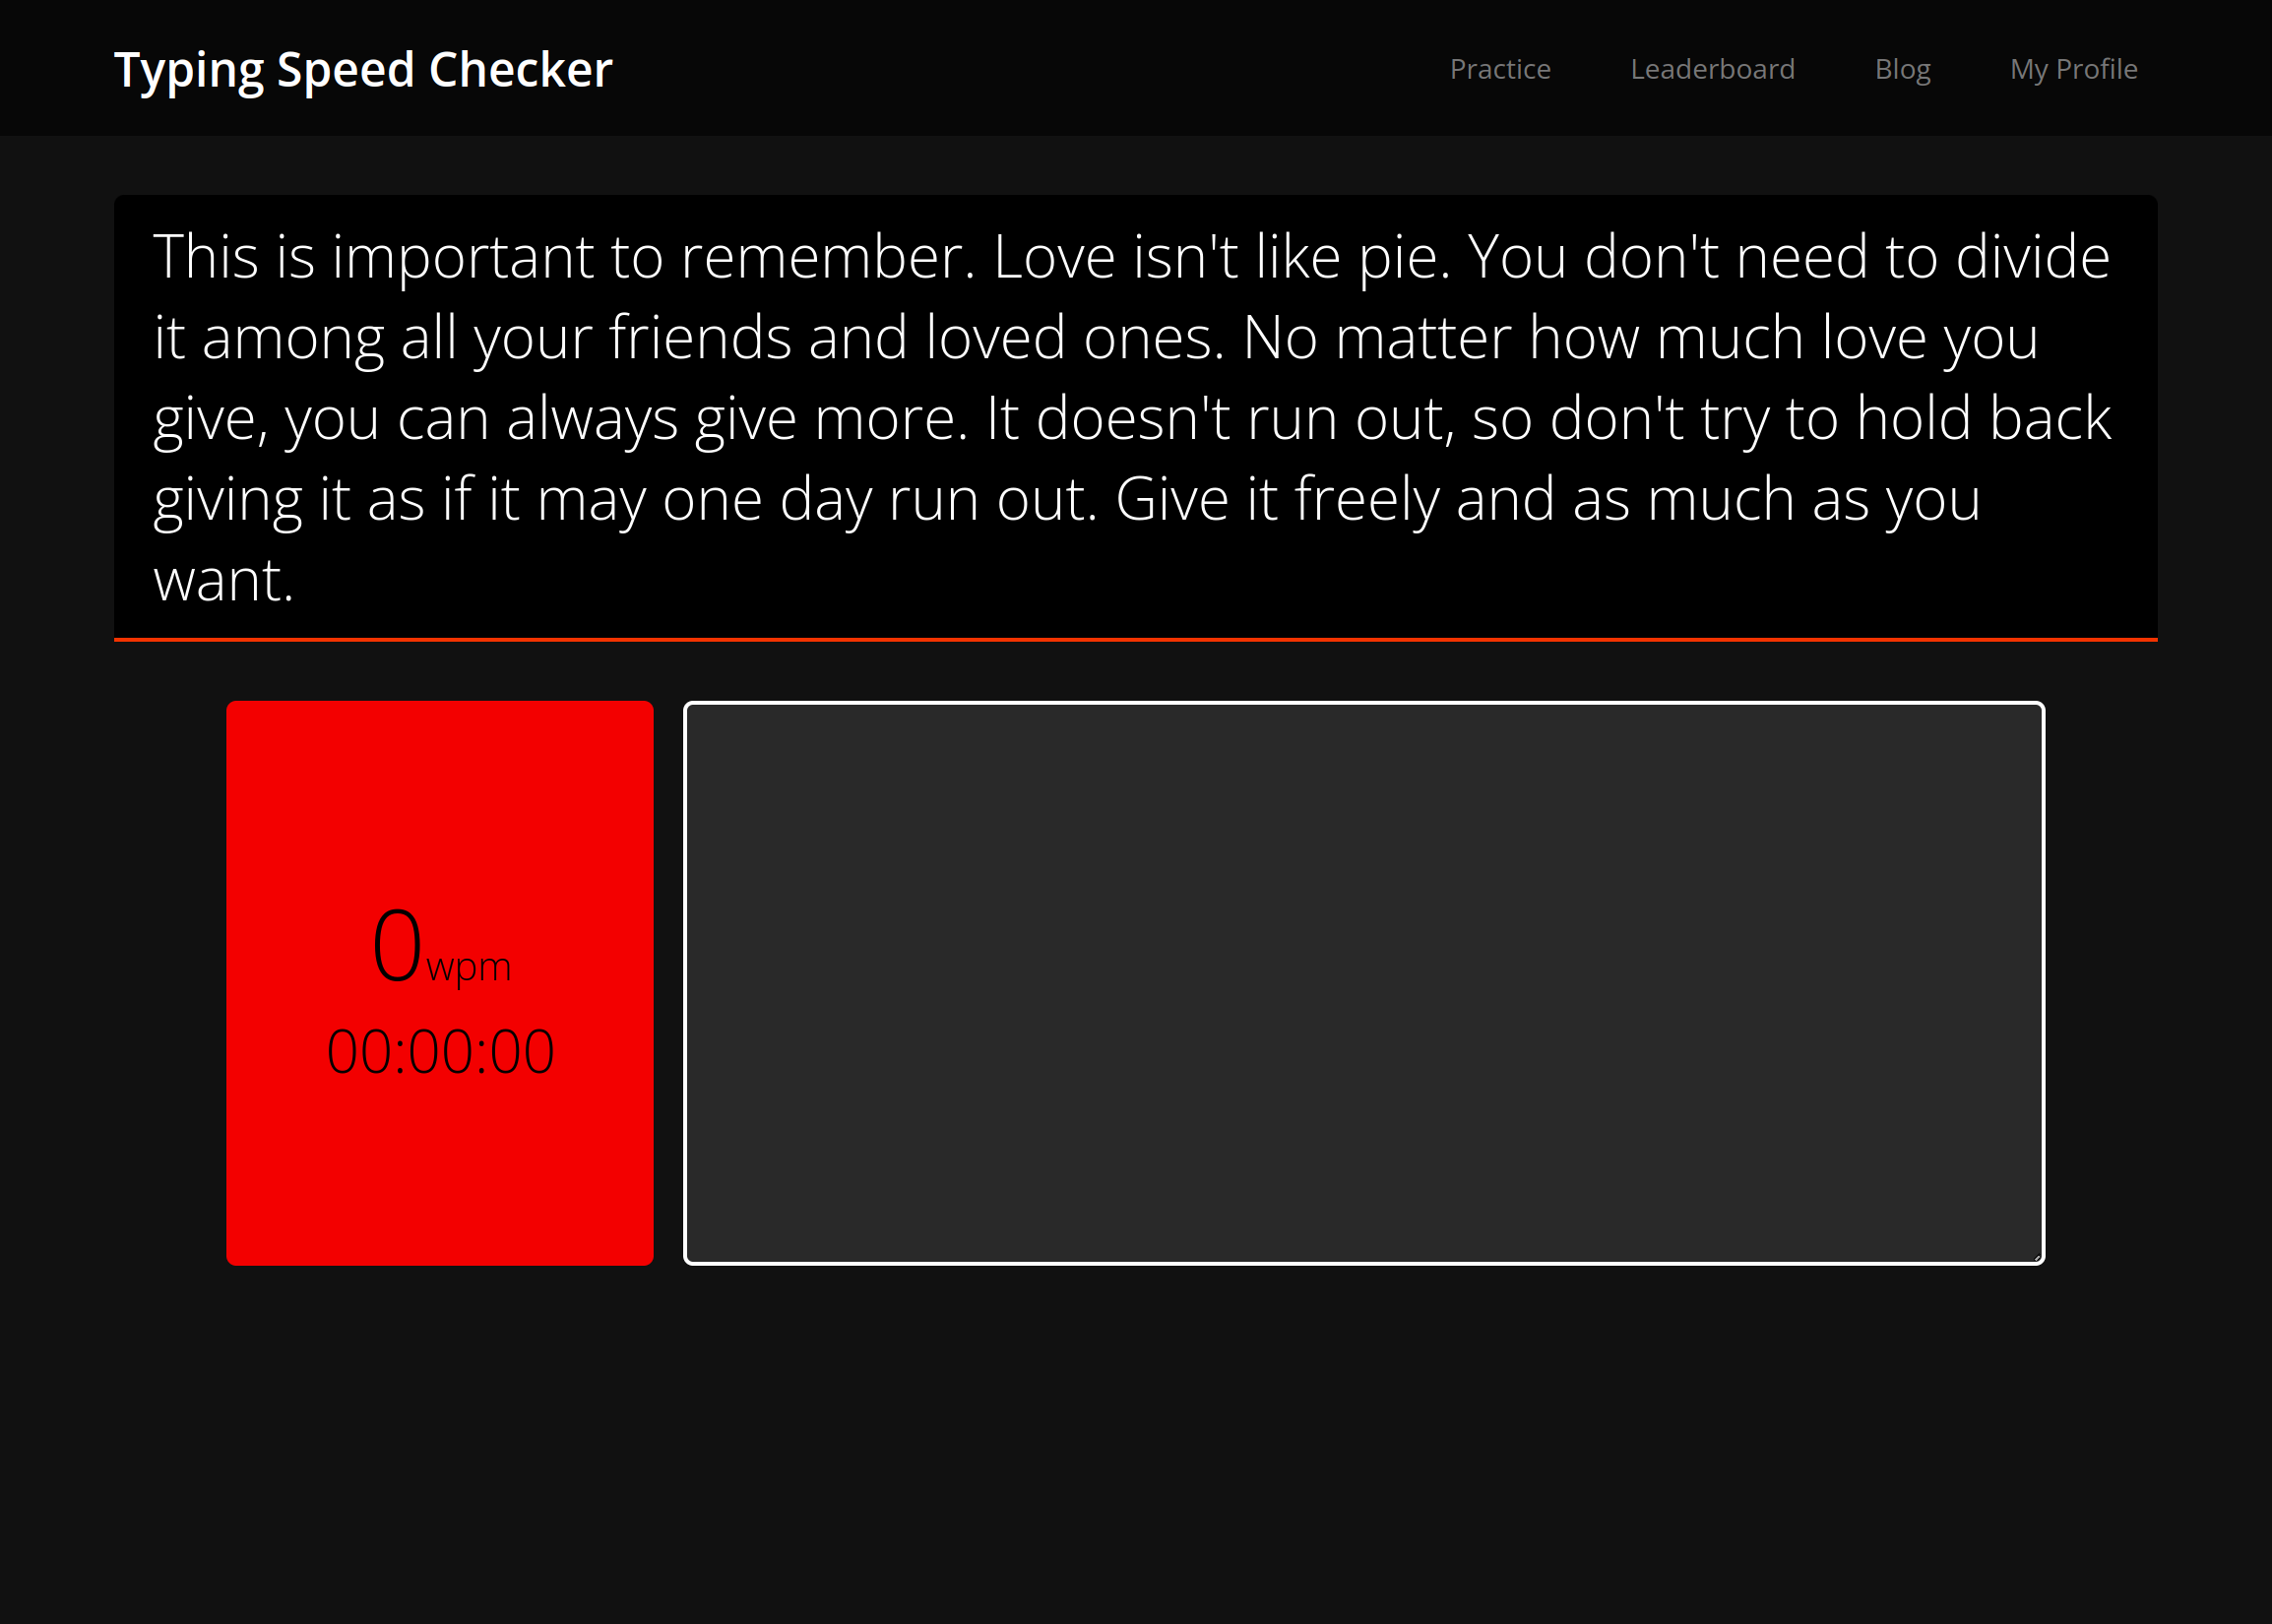 Typing Speed Checker
Practice Leaderboard Blog My Profile
This is important to remember. Love isn't like pie. You don't need to divide
it among all your friends and loved ones. No matter how much love you
give, you can always give more. It doesn't run out, so don't try to hold back
giving it as if it may one day run out. Give it freely and as much as you
want.
0wpm
00:00:00